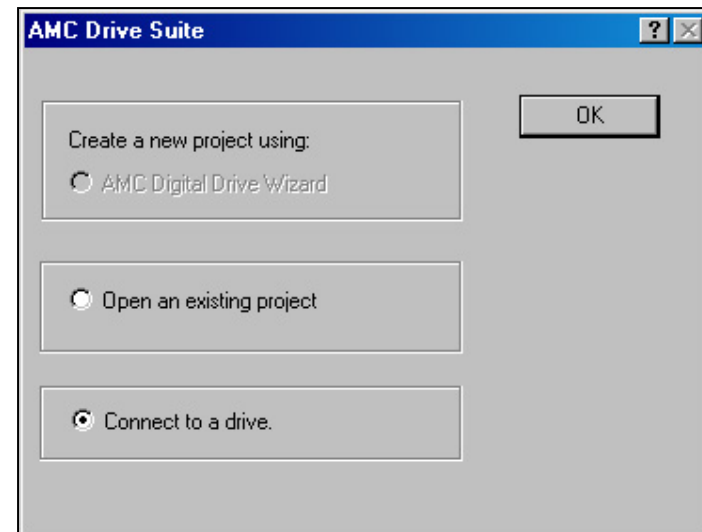 AMC Drive Suite
OK
Create a new project using:
AMC Digital Drive Wizard
Open an existing project
Connect to a drive.